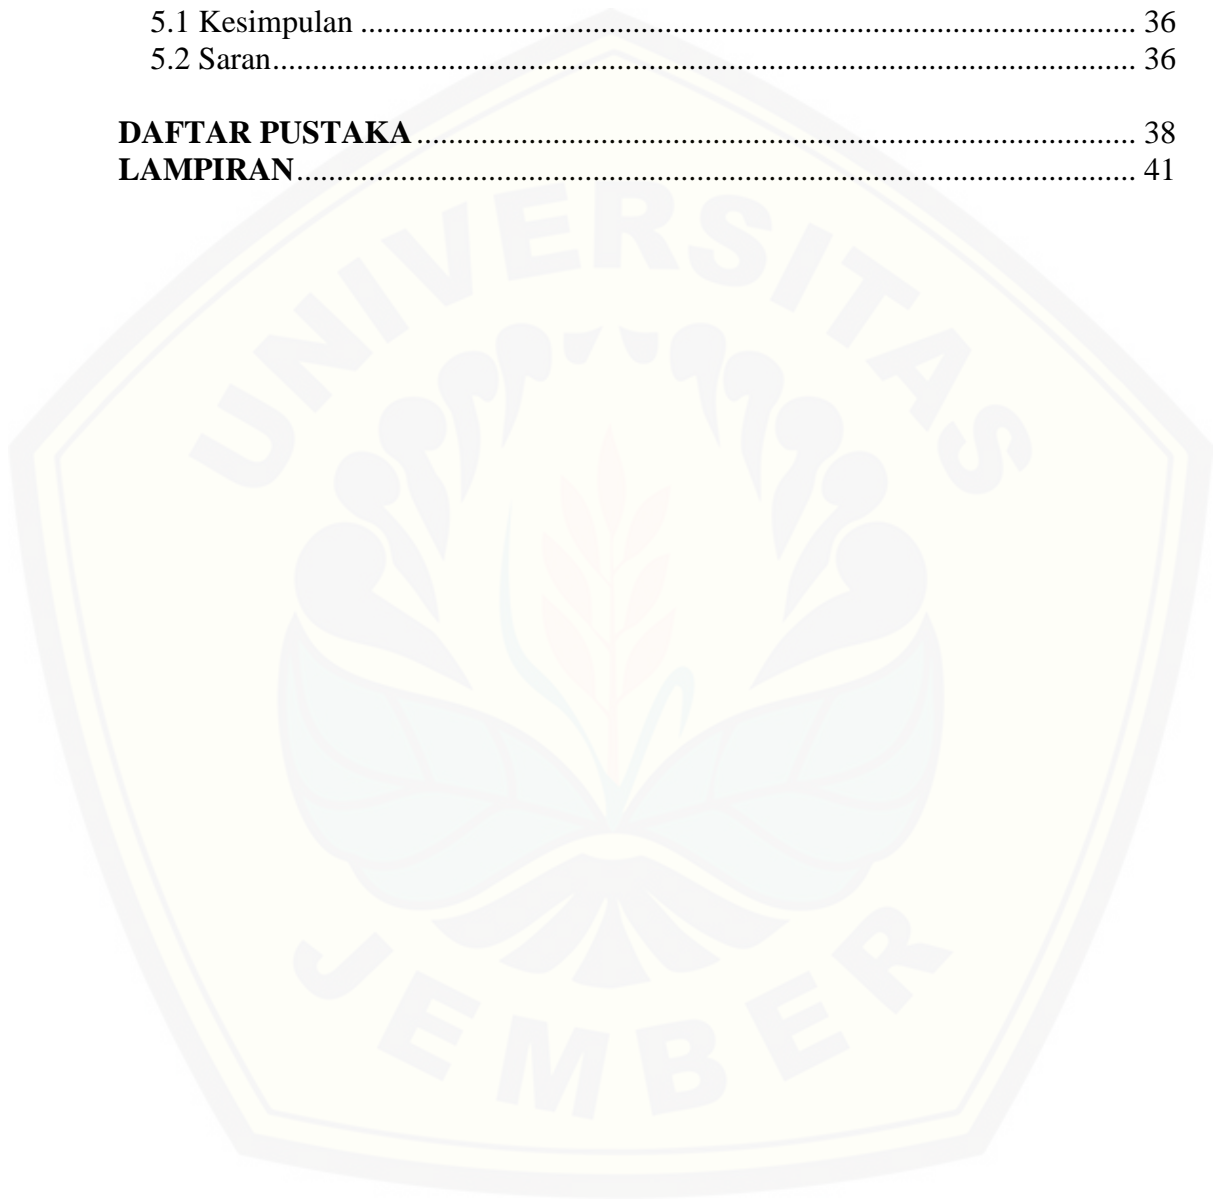 5.1 Kesimpulan ................................................................................................. 36
5.2 Saran............................................................................................................ 36
DAFTAR PUSTAKA.......................................................................................... 38
LAMPIRAN......................................................................................................... 41
UNIVERSITAS
JEMBER